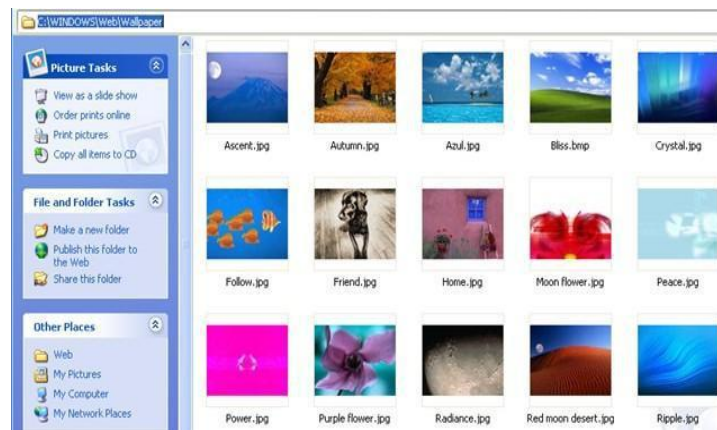 C:\WINDOWS\Web\Wallpaper
Picture Tasks
View as a slide show
Order prints online
Print pictures
Copy all items to CD
File and Folder Tasks
Make a new folder
Publish this folder to
the Web
Share this folder
Other Places
Web
My Pictures
My Computer
My Network Places
Ascent.jpg
Autumn.jpg
Azul.jpg
Bliss.bmp
Crystal.jpg
Follow.jpg
Friend.jpg
Home.jpg
Moon flower.jpg
Peace.jpg
Power.jpg
Purple flower.jpg
Radiance.jpg
Red moon desert.jpg
Ripple.jpg